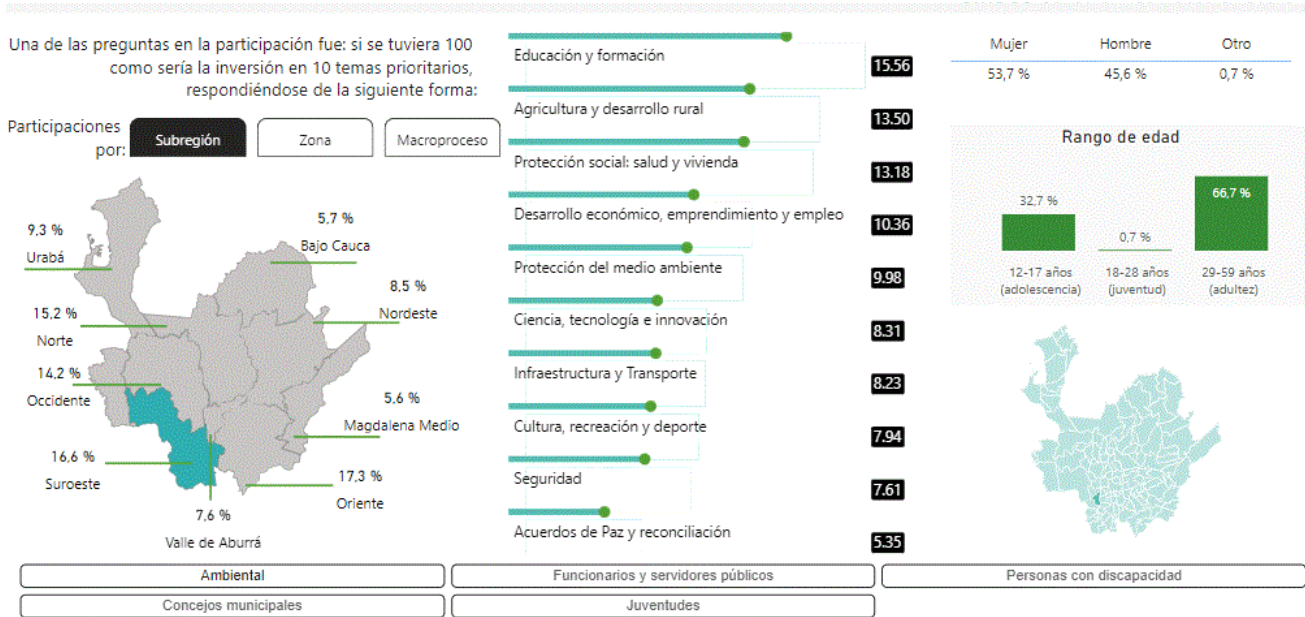 Una de las preguntas en la participación fue: si se tuviera 100
como sería la inversión en 10 temas prioritarios,
respondiéndose de la siguiente forma:
Participaciones
por:
Subregión
Zona
Macroproceso
9,3 %
Urabá
5,7 %
Bajo Cauca
8,5 %
Nordeste
15,2 %
Norte
14,2 %
Occidente
5,6 %
Magdalena Medio
16,6 %
Suroeste
17,3 %
Oriente
7,6 %
Valle de Aburrá
Educación y formación
15.56
Agricultura y desarrollo rural
13.50
Protección social: salud y vivienda
13.18
Desarrollo económico, emprendimiento y empleo
10.36
Protección del medio ambiente
9.98
Ciencia, tecnología e innovación
8.31
Infraestructura y Transporte
8.23
Cultura, recreación y deporte
7.94
Seguridad
7.61
Acuerdos de Paz y reconciliación
5.35
Mujer Hombre Otro
53,7 % 45,6 % 0,7 %
Rango de edad
32,7 %
0,7 %
66,7 %
12-17 años 18-28 años 29-59 años
(adolescencia) (juventud) (adultez)
Ambiental
Funcionarios y servidores públicos
Personas con discapacidad
Concejos municipales
Juventudes